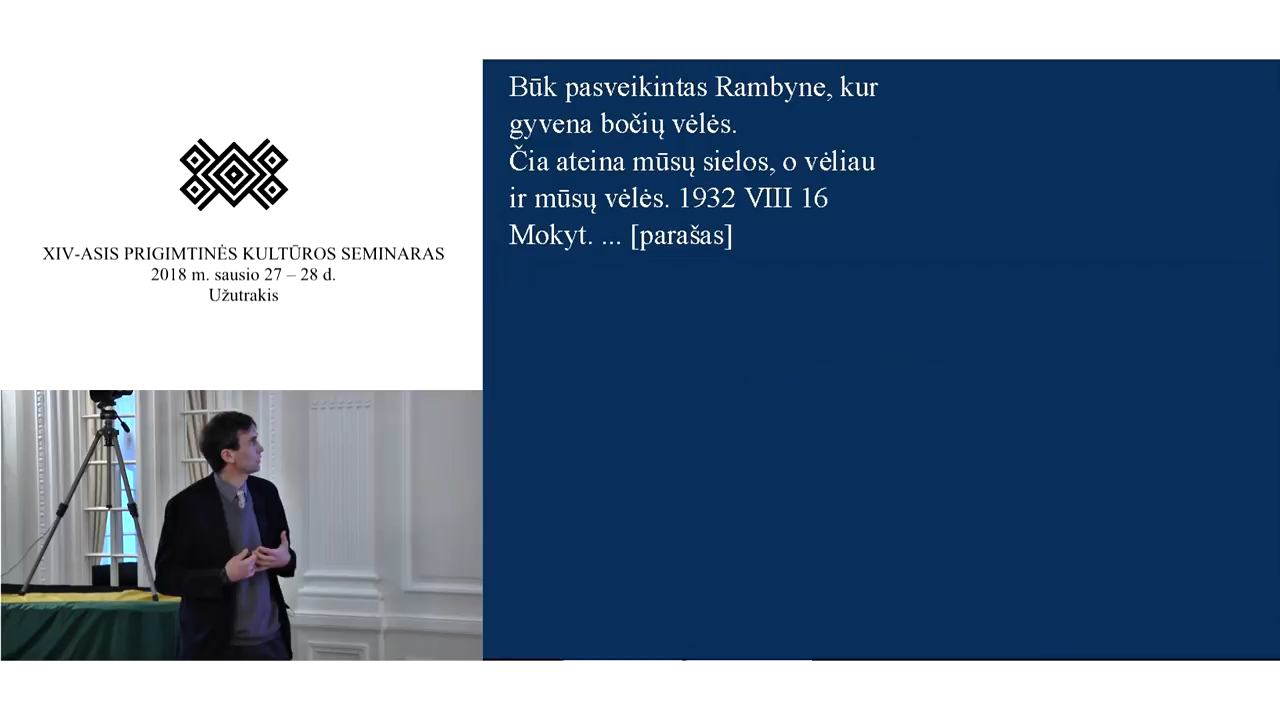 XIV-ASIS PRIGIMTINĖS KULTŪROS SEMINARAS
2018 m. sausio 27 – 28 d.
Užutrakis
Būk pasveikintas Rambyne, kur
gyvena bočių vėlės.
Čia ateina mūsų sielos, o vėliau
ir mūsų vėlės. 1932 VIII 16
Mokyt. ... [parašas]